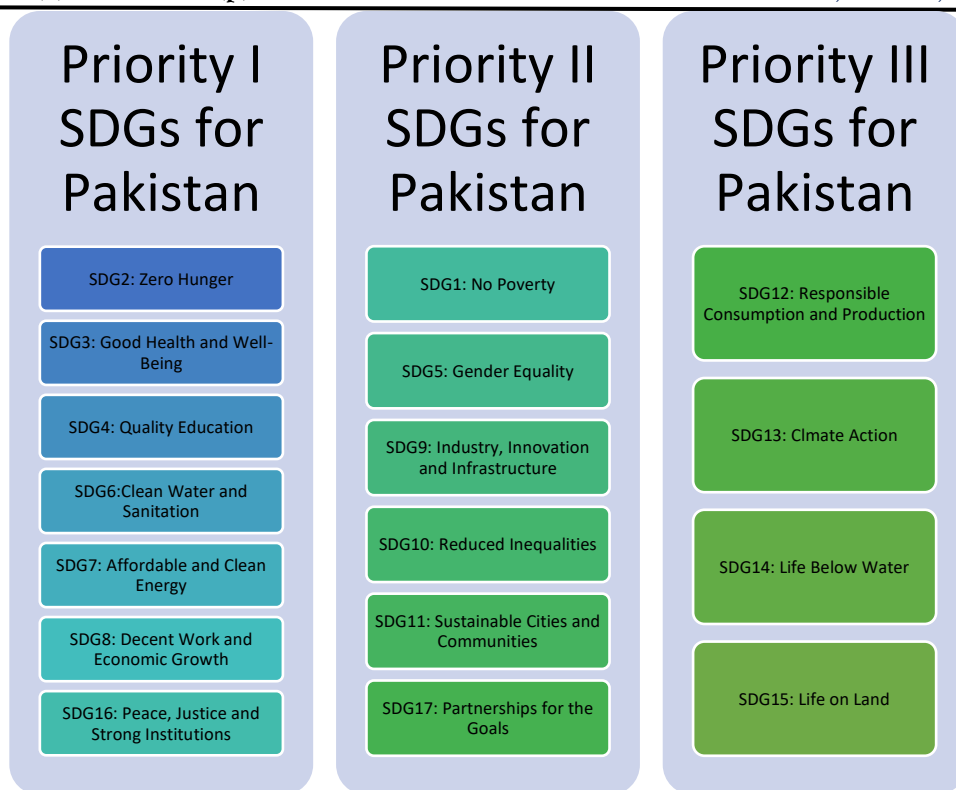 Priority I
SDGs for
Pakistan
SDG2: Zero Hunger
SDG3: Good Health and Well-
Being
SDG4: Quality Education
SDG6:Clean Water and
Sanitation
SDG7: Affordable and Clean
Energy
SDG8: Decent Work and
Economic Growth
SDG16: Peace, Justice and
Strong Institutions
Priority II
SDGs for
Pakistan
SDG1: No Poverty
SDG5: Gender Equality
SDG9: Industry, Innovation
and Infrastructure
SDG10: Reduced Inequalities
SDG11: Sustainable Cities and
Communities
SDG17: Partnerships for the
Goals
Priority III
SDGs for
Pakistan
SDG12: Responsible
Consumption and Production
SDG13: Clmate Action
SDG14: Life Below Water
SDG15: Life on Land